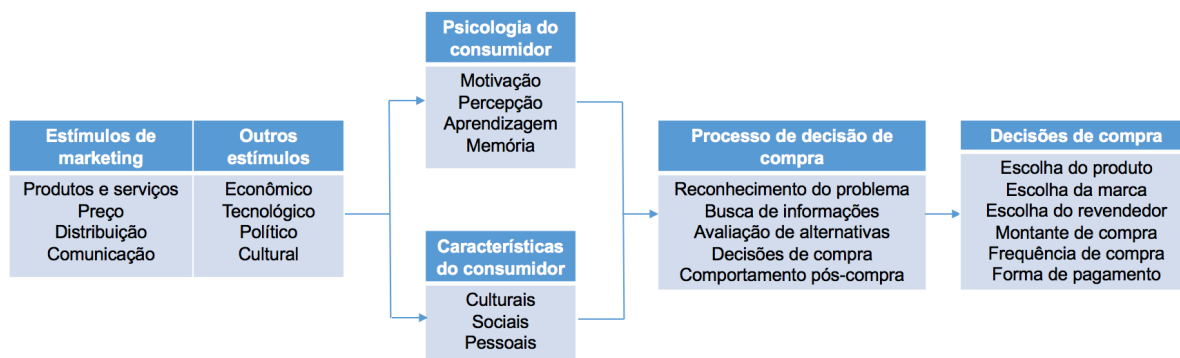 Estímulos de
marketing
Produtos e serviços
Preço
Distribuição
Comunicação
Outros
estímulos
Econômico
Tecnológico
Político
Cultural
Psicologia do
consumidor
Motivação
Percepção
Aprendizagem
Memória
Características
do consumidor
Culturais
Sociais
Pessoais
Processo de decisão de
compra
Reconhecimento do problema
Busca de informações
Avaliação de alternativas
Decisões de compra
Comportamento pós-compra
Decisões de compra
Escolha do produto
Escolha da marca
Escolha do revendedor
Montante de compra
Frequência de compra
Forma de pagamento